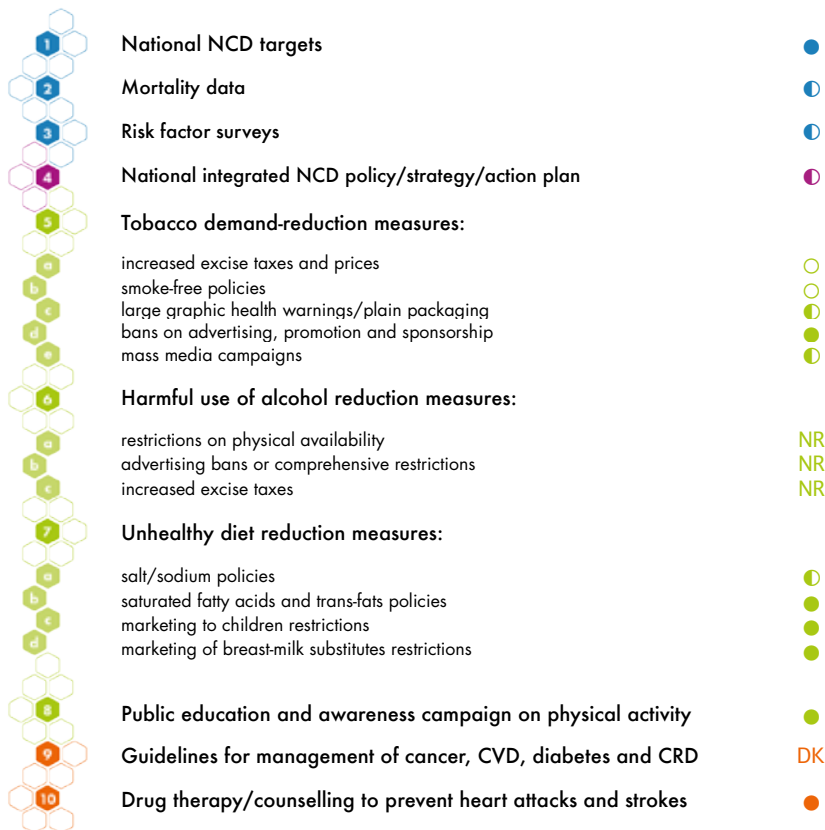 1 National NCD targets ●
2 Mortality data ◐
3 Risk factor surveys ◐
4 National integrated NCD policy/strategy/action plan ◐
5 Tobacco demand-reduction measures:
a increased excise taxes and prices ○
b smoke-free policies ○
c large graphic health warnings/plain packaging ◐
d bans on advertising, promotion and sponsorship ●
e mass media campaigns ◐
6 Harmful use of alcohol reduction measures:
a restrictions on physical availability NR
b advertising bans or comprehensive restrictions NR
c increased excise taxes NR
7 Unhealthy diet reduction measures:
a salt/sodium policies ◐
b saturated fatty acids and trans-fats policies ●
c marketing to children restrictions ●
d marketing of breast-milk substitutes restrictions ●
8 Public education and awareness campaign on physical activity ●
9 Guidelines for management of cancer, CVD, diabetes and CRD DK
10 Drug therapy/counselling to prevent heart attacks and strokes ●